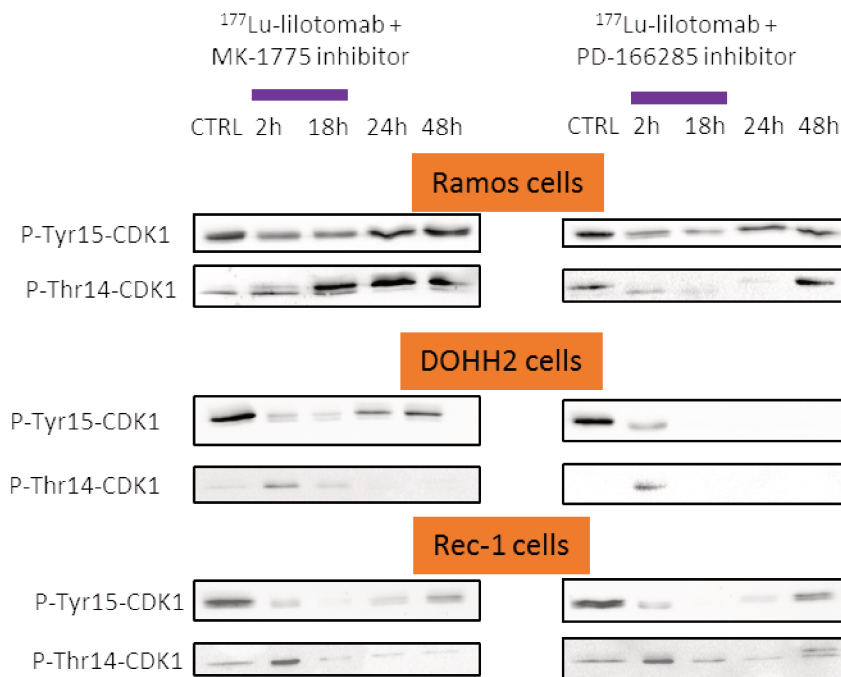 ¹⁷⁷Lu-lilotomab +
MK-1775 inhibitor
¹⁷⁷Lu-lilotomab +
PD-166285 inhibitor
CTRL 2h 18h 24h 48h
CTRL 2h 18h 24h 48h
Ramos cells
P-Tyr15-CDK1
P-Thr14-CDK1
DOHH2 cells
P-Tyr15-CDK1
P-Thr14-CDK1
Rec-1 cells
P-Tyr15-CDK1
P-Thr14-CDK1